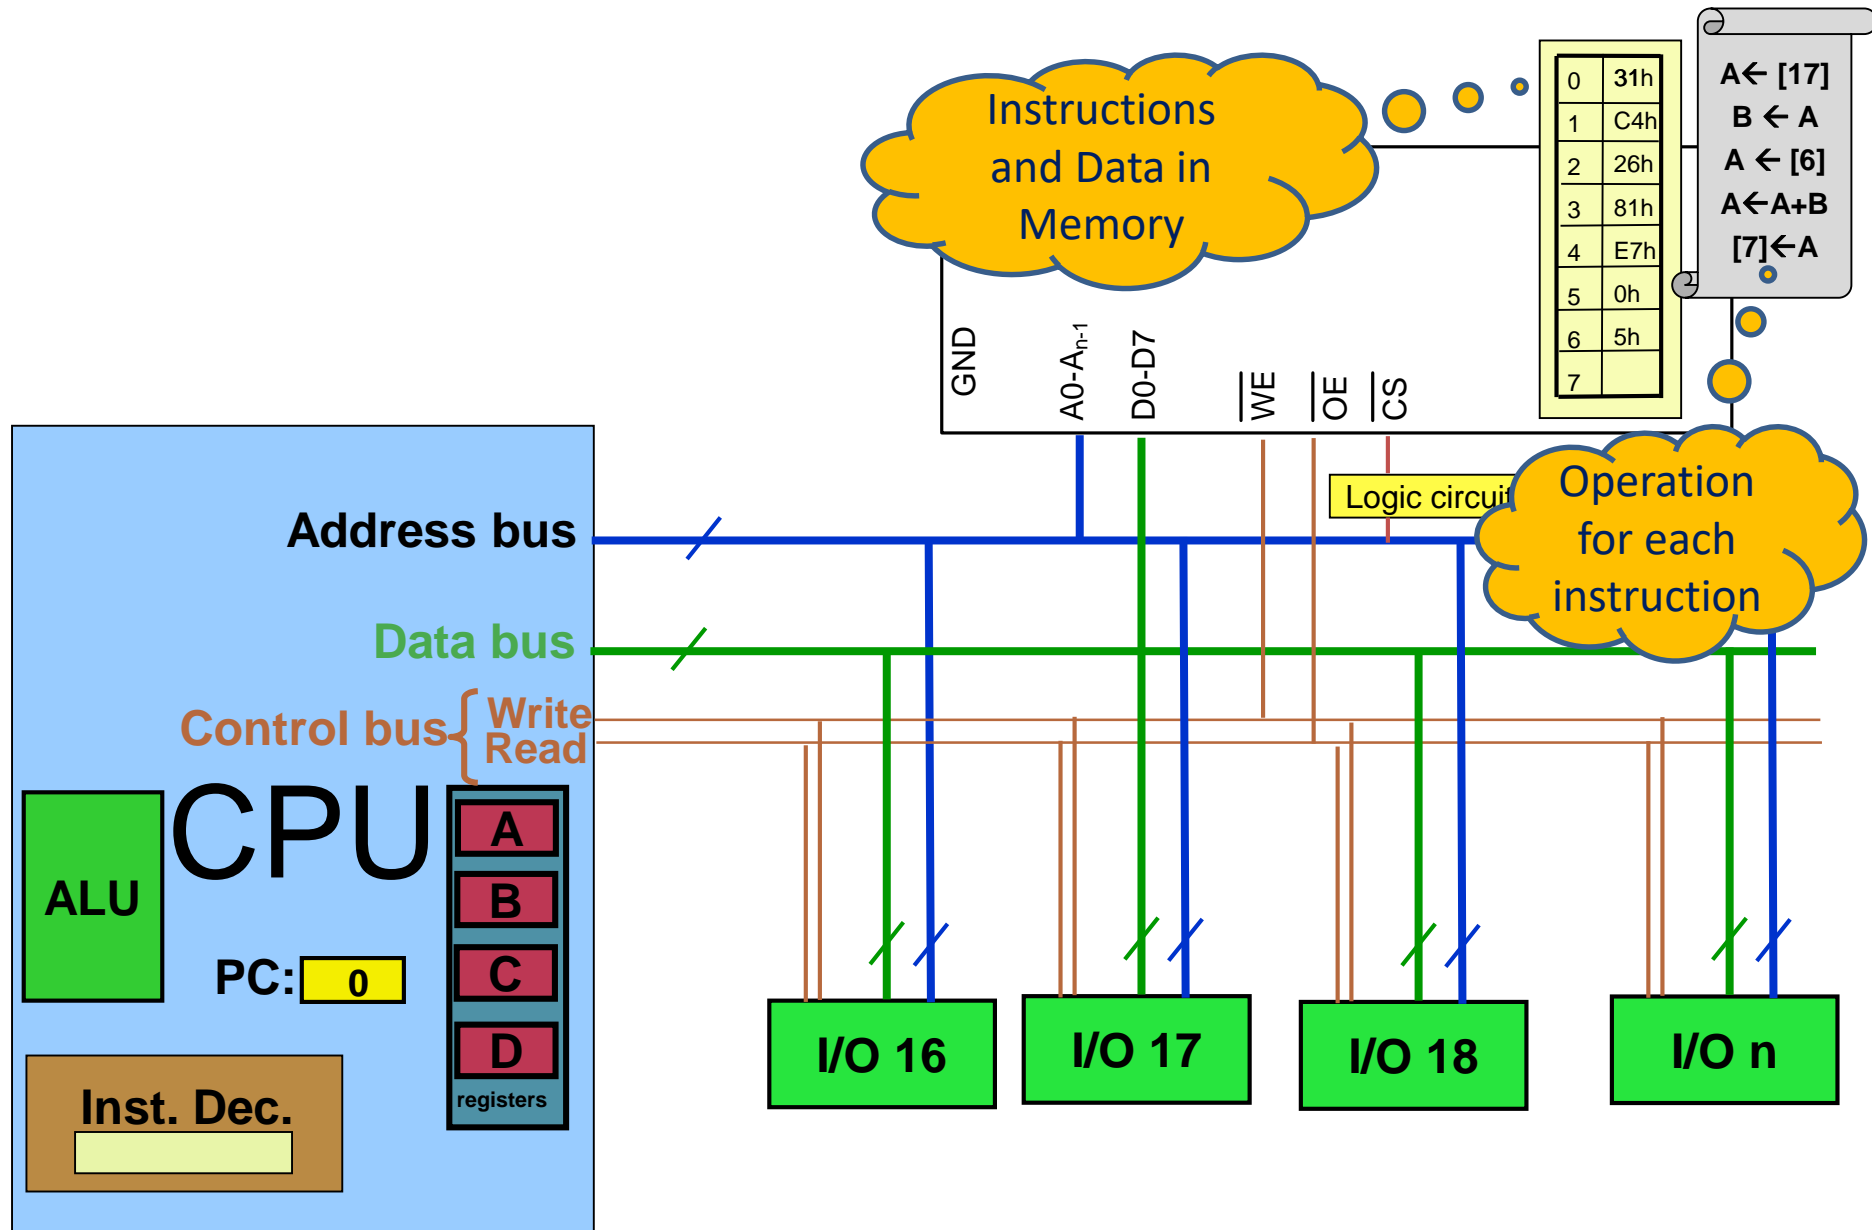 Instructions
and Data in
Memory
0 31h
1 C4h
2 26h
3 81h
4 E7h
5 0h
6 5h
7
A← [17]
B ← A
A ← [6]
A←A+B
[7]←A
GND
A0-An-1
D0-D7
WE
OE
CS
Logic circuit
Operation
for each
instruction
Address bus
Data bus
Control bus
Write
Read
CPU
ALU
A
B
C
D
registers
PC: 0
Inst. Dec.
I/O 16
I/O 17
I/O 18
I/O n